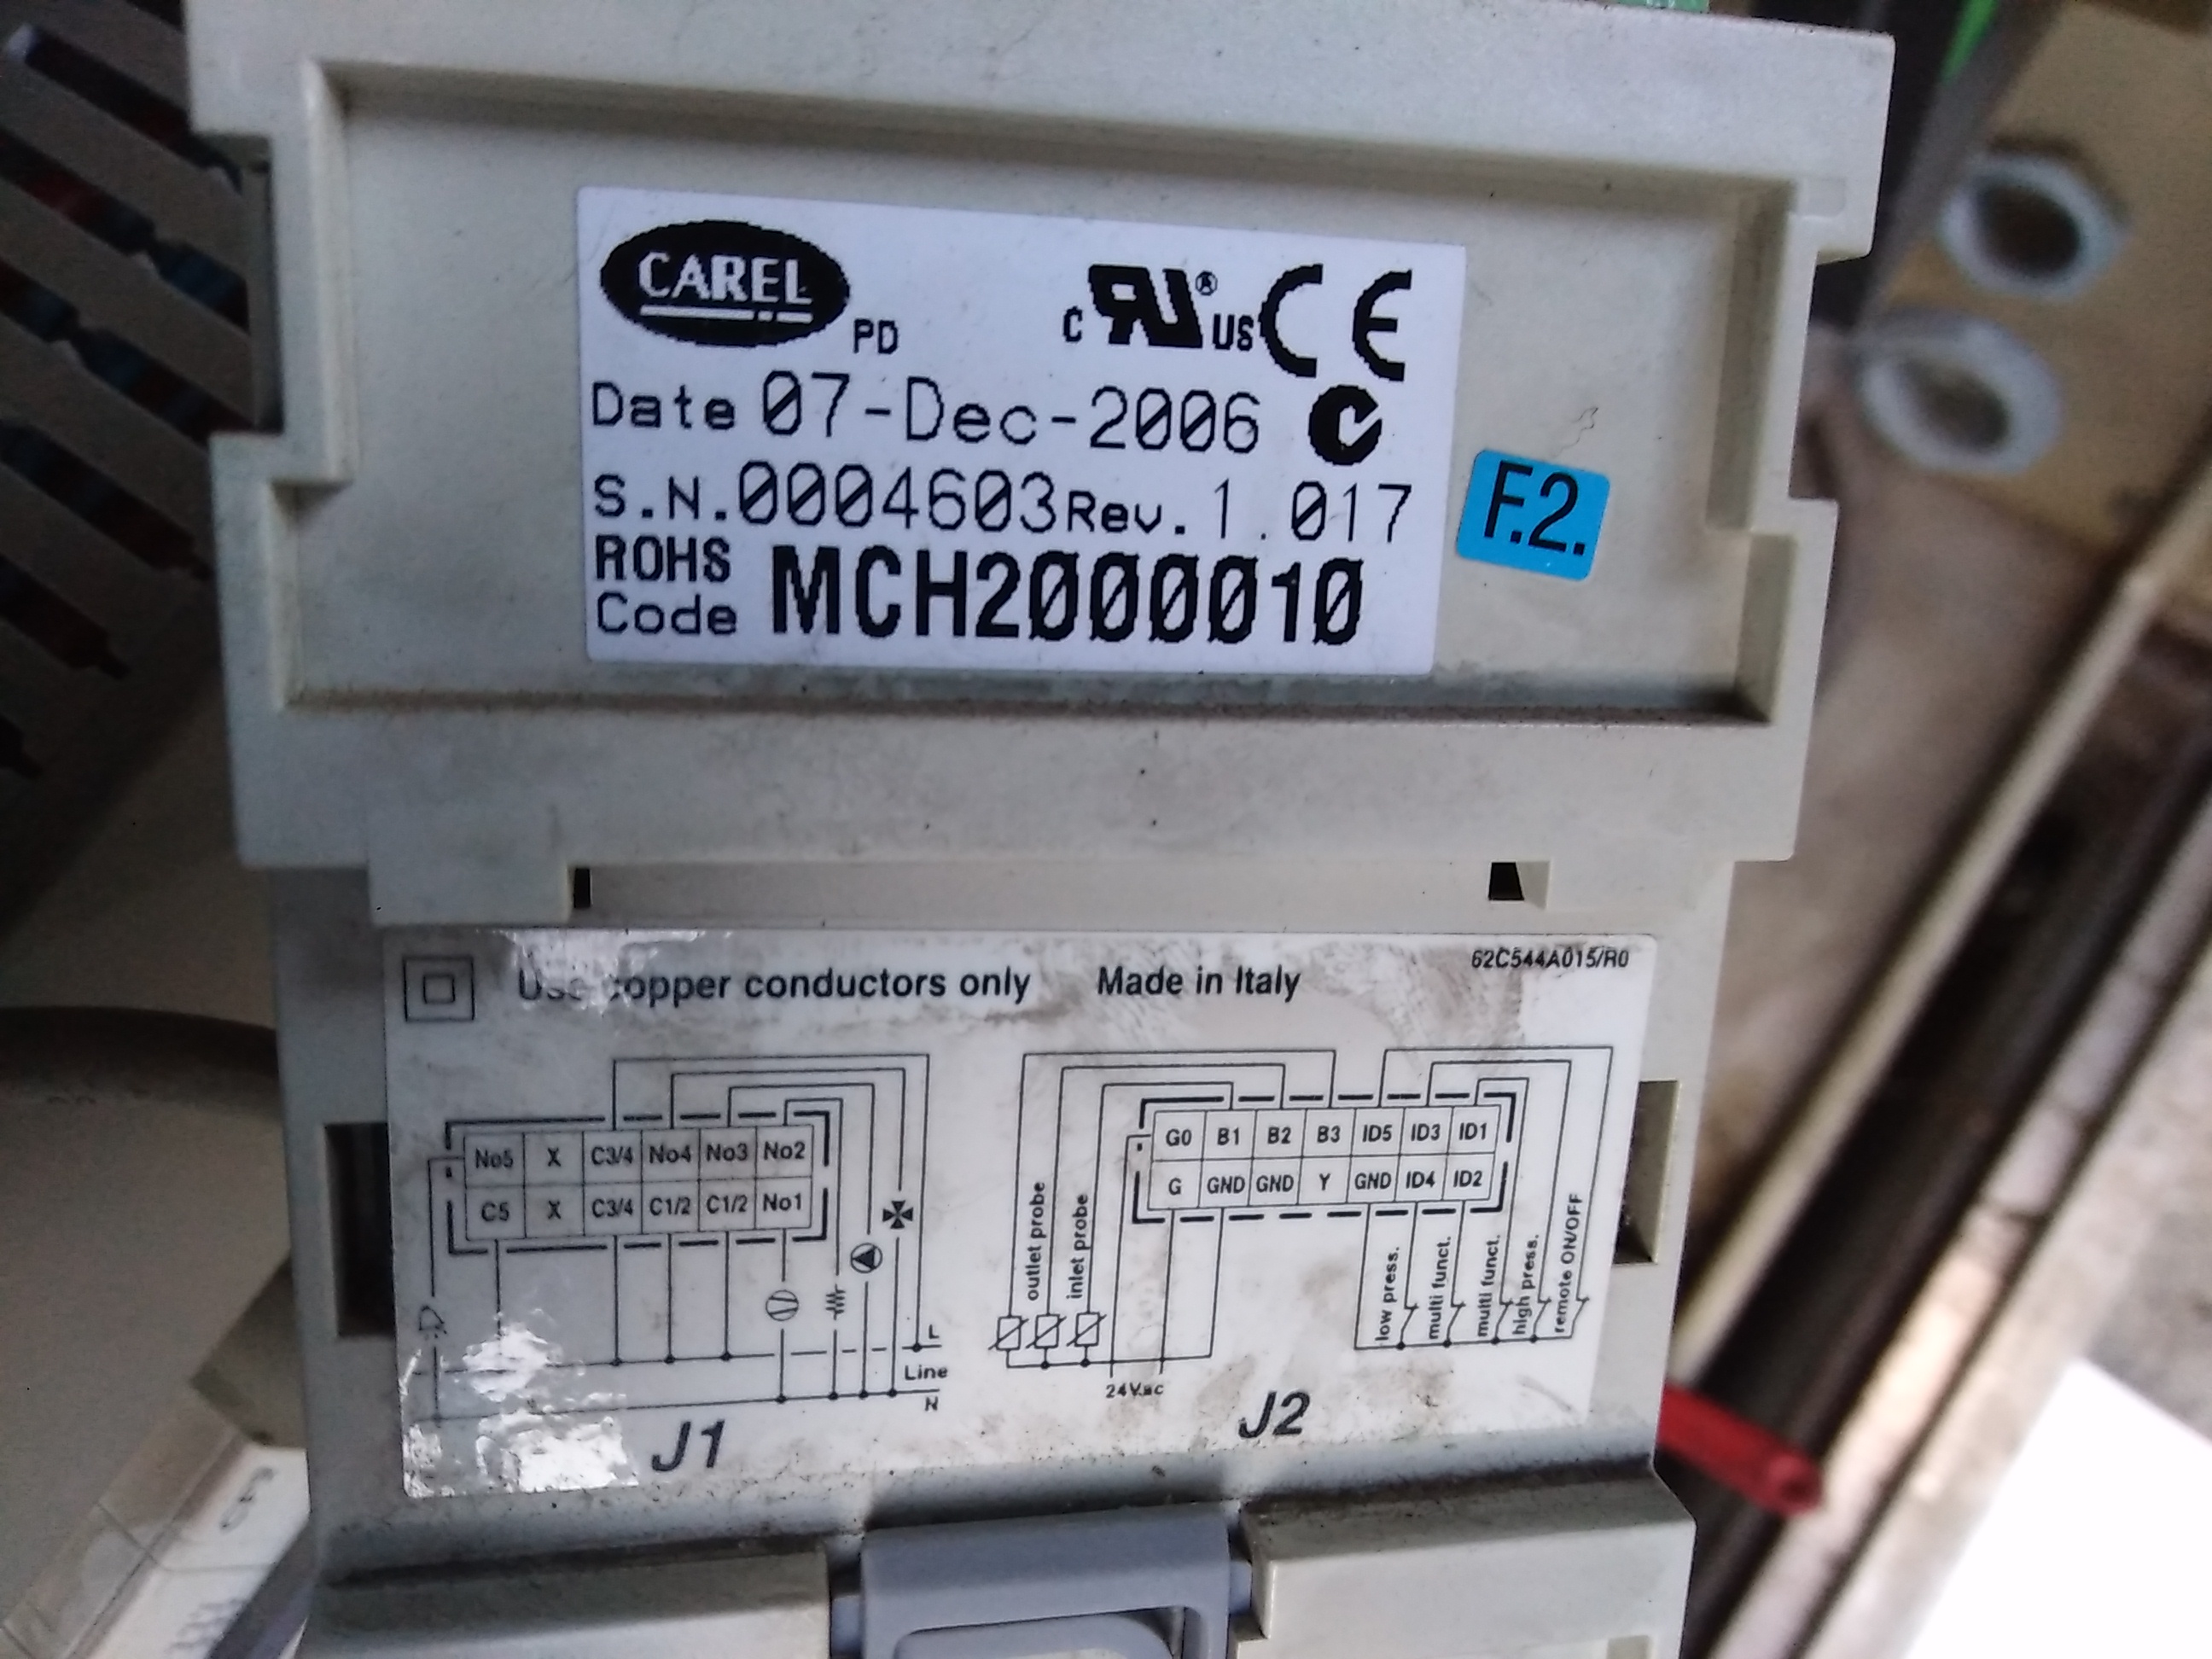 CAREL
PD
c RU ® US CE
Date 07-Dec-2006
S.N.0004603 Rev. 1.017
F.2.
ROHS
Code MCH2000010
62C544A015/R0
Use copper conductors only Made in Italy
No5 X C3/4 No4 No3 No2
C5 X C3/4 C1/2 C1/2 No1
L
Line
N
J1
G0 B1 B2 B3 ID5 ID3 ID1
G GND GND Y GND ID4 ID2
outlet probe
inlet probe
24Vac
low press.
multi funct.
multi funct.
high press.
remote ON/OFF
J2